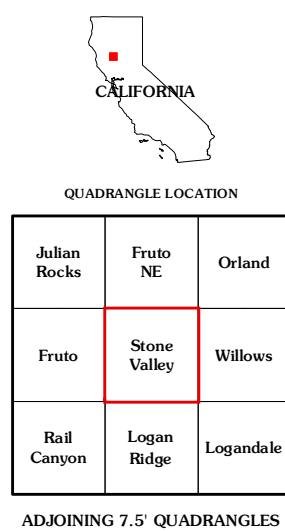 CALIFORNIA
QUADRANGLE LOCATION
Julian
Rocks
Fruto
NE
Orland
Fruto
Stone
Valley
Willows
Rail
Canyon
Logan
Ridge
Logandale
ADJOINING 7.5' QUADRANGLES